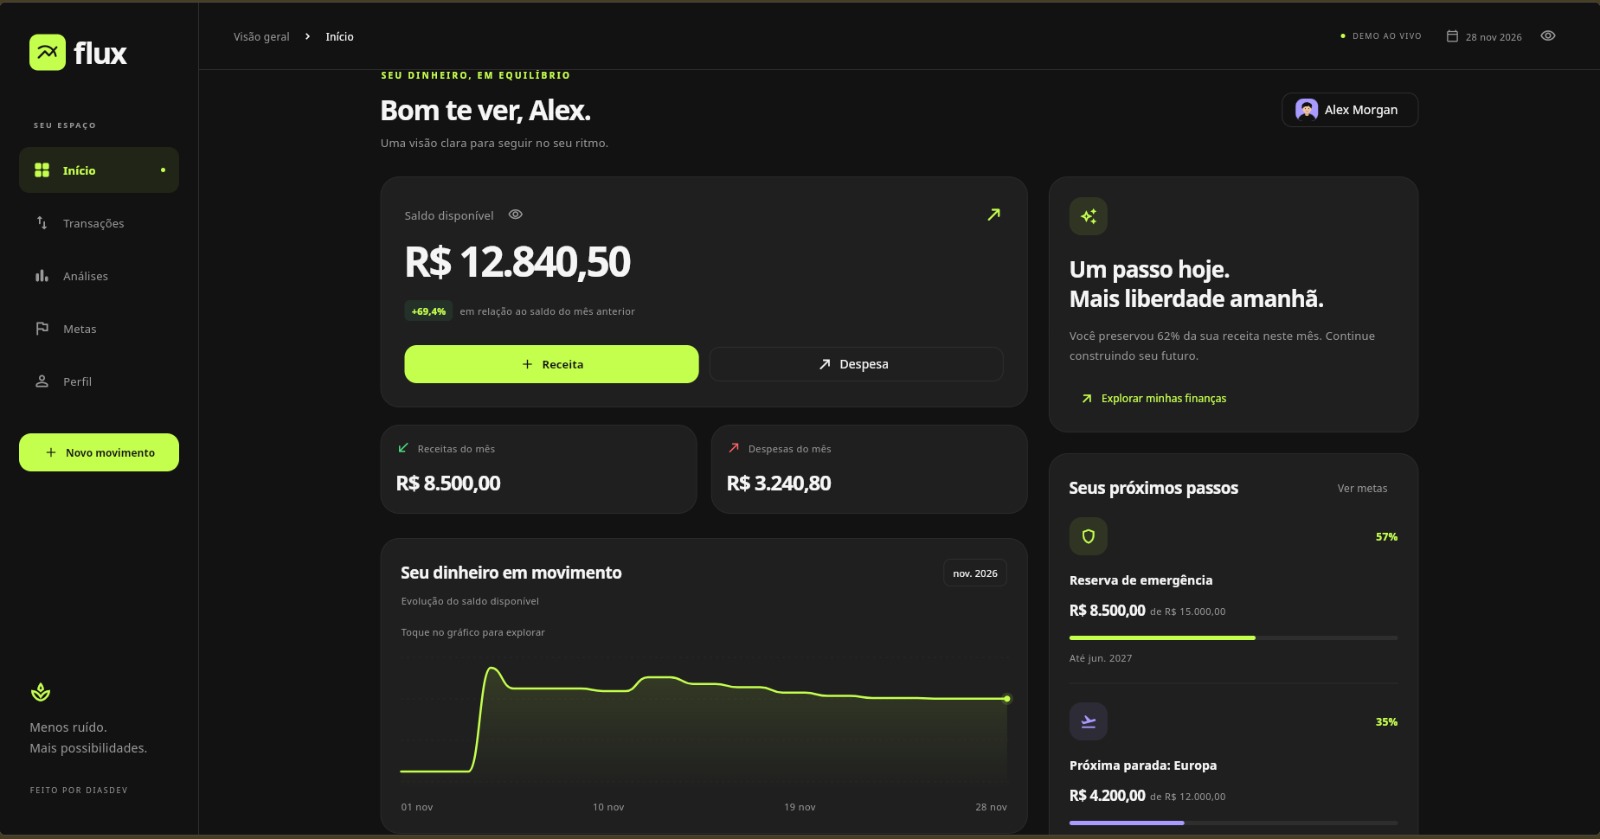 flux
SEU ESPAÇO
Início
Transações
Análises
Metas
Perfil
Novo movimento
Menos ruído.
Mais possibilidades.
FEITO POR DIASDEV
Visão geral
Início
DEMO AO VIVO
28 nov 2026
SEU DINHEIRO, EM EQUILÍBRIO
Bom te ver, Alex.
Uma visão clara para seguir no seu ritmo.
Alex Morgan
Saldo disponível
R$ 12.840,50
+69,4% em relação ao saldo do mês anterior
Receita
Despesa
Receitas do mês
R$ 8.500,00
Despesas do mês
R$ 3.240,80
Seu dinheiro em movimento
nov. 2026
Evolução do saldo disponível
Toque no gráfico para explorar
01 nov
10 nov
19 nov
28 nov
Um passo hoje.
Mais liberdade amanhã.
Você preservou 62% da sua receita neste mês. Continue
construindo seu futuro.
Explorar minhas finanças
Seus próximos passos
Ver metas
57%
Reserva de emergência
R$ 8.500,00 de R$ 15.000,00
Até jun. 2027
35%
Próxima parada: Europa
R$ 4.200,00 de R$ 12.000,00